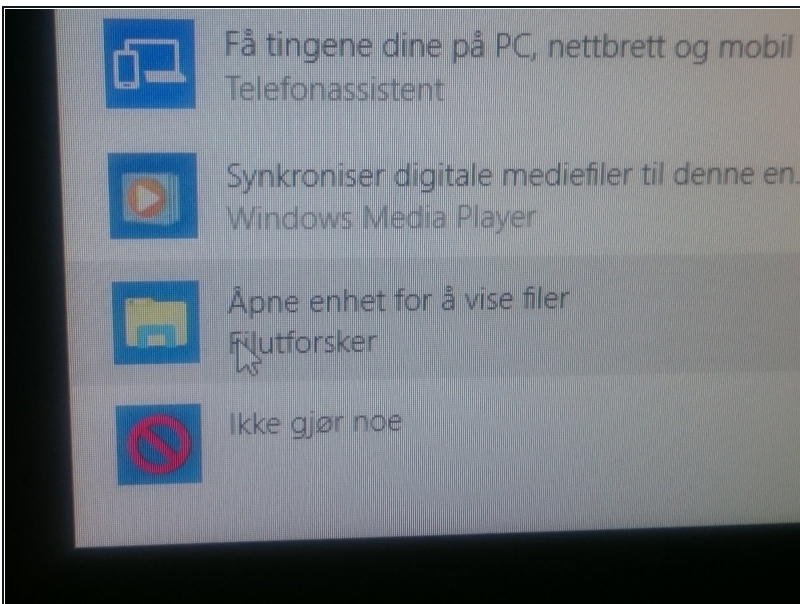 Få tingene dine på PC, nettbrett og mobil
Telefonassistent
Synkroniser digitale mediefiler til denne en...
Windows Media Player
Åpne enhet for å vise filer
Filutforsker
Ikke gjør noe